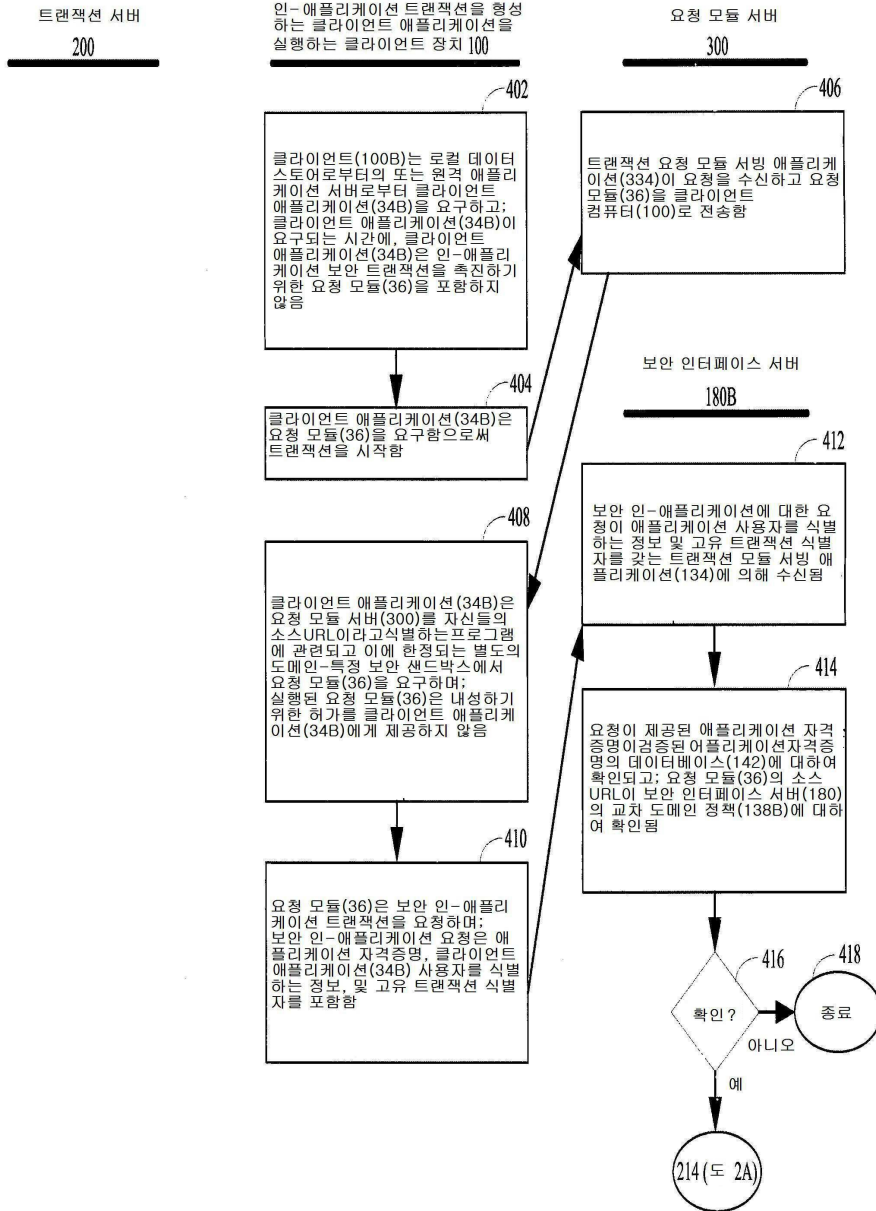 트랜잭션 서버
200
인-애플리케이션 트랜잭션을 형성
하는 클라이언트 애플리케이션을
실행하는 클라이언트 장치 100
요청 모듈 서버
300
402
클라이언트(100B)는 로컬 데이터
스토어로부터의 또는 원격 애플리
케이션 서버로부터 클라이언트
애플리케이션(34B)을 요구하고;
클라이언트 애플리케이션(34B)이
요구되는 시간에, 클라이언트
애플리케이션(34B)은 인-애플리
케이션 보안 트랜잭션을 촉진하기
위한 요청 모듈(36)을 포함하지
않음
404
클라이언트 애플리케이션(34B)은
요청 모듈(36)을 요구함으로써
트랜잭션을 시작함
406
트랜잭션 요청 모듈 서빙 애플리케
이션(334)이 요청을 수신하고 요청
모듈(36)을 클라이언트
컴퓨터(100)로 전송함
408
클라이언트 애플리케이션(34B)은
요청 모듈 서버(300)를 자신들의
소스URL이라고식별하는프로그램
에 관련되고 이에 한정되는 별도의
도메인-특정 보안 샌드박스에서
요청 모듈(36)을 요구하며;
실행된 요청 모듈(36)은 내성하기
위한 허가를 클라이언트 애플리케
이션(34B)에게 제공하지 않음
410
요청 모듈(36)은 보안 인-애플리
케이션 트랜잭션을 요청하며;
보안 인-애플리케이션 요청은 애
플리케이션 자격증명, 클라이언트
애플리케이션(34B) 사용자를 식별
하는 정보, 및 고유 트랜잭션 식별
자를 포함함
보안 인터페이스 서버
180B
412
보안 인-애플리케이션에 대한 요
청이 애플리케이션 사용자를 식별
하는 정보 및 고유 트랜잭션 식별
자를 갖는 트랜잭션 모듈 서빙 애
플리케이션(134)에 의해 수신됨
414
요청이 제공된 애플리케이션 자격
증명이검증된어플리케이션자격증
명의 데이터베이스(142)에 대하여
확인되고; 요청 모듈(36)의 소스
URL이 보안 인터페이스 서버(180)
의 교차 도메인 정책(138B)에 대하
여 확인됨
416
확인?
418
종료
아니오
예
214(도 2A)